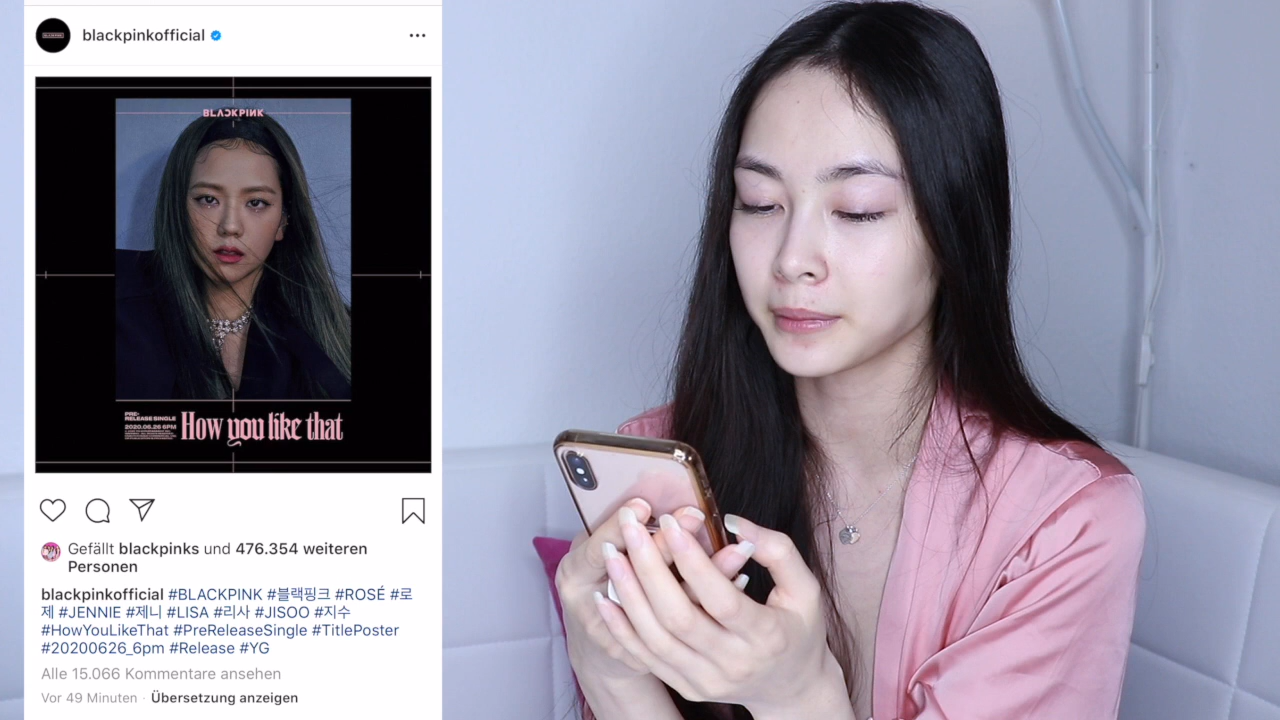 blackpinkofficial
BLACKPINK
PRE-
RELEASE SINGLE
2020.06.26 6PM
How you like that
Gefällt blackpinks und 476.354 weiteren
Personen
blackpinkofficial #BLACKPINK #블랙핑크 #ROSÉ #로
제 #JENNIE #제니 #LISA #리사 #JISOO #지수
#HowYouLikeThat #PreReleaseSingle #TitlePoster
#20200626_6pm #Release #YG
Alle 15.066 Kommentare ansehen
Vor 49 Minuten · Übersetzung anzeigen